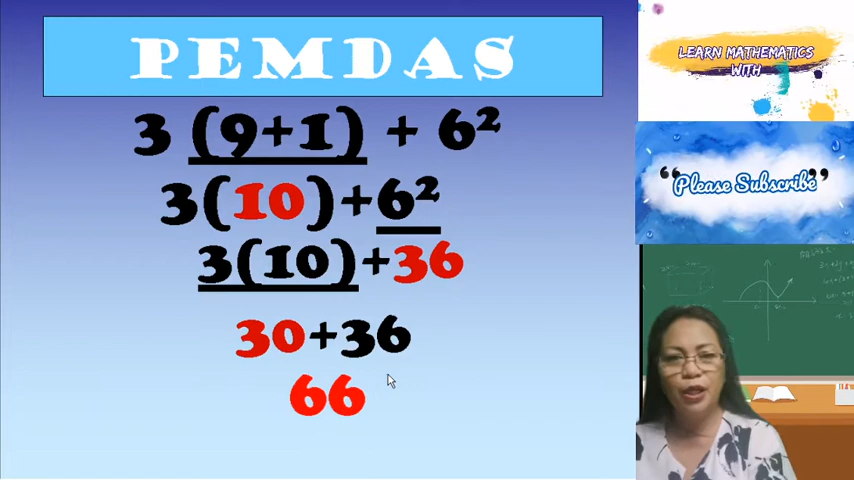 PEMDAS
3 (9+1) + 6²
3(10)+6²
3(10)+36
30+36
66
LEARN MATHEMATICS
WITH J
“Please Subscribe”